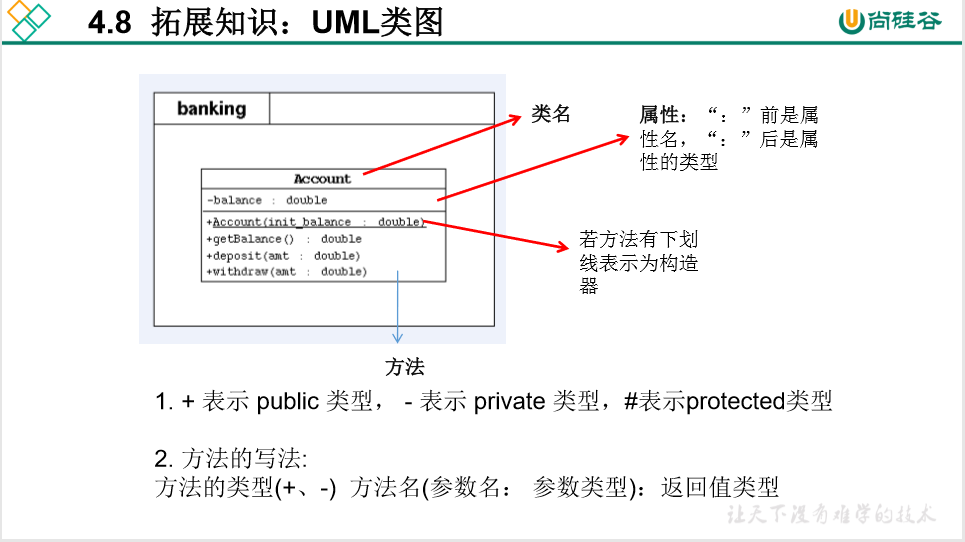 4.8 拓展知识：UML类图
尚硅谷
banking
类名
属性：“：”前是属
性名，“：”后是属
性的类型
Account
-balance : double
+Account(init_balance : double)
+getBalance() : double
+deposit(amt : double)
+withdraw(amt : double)
若方法有下划
线表示为构造
器
方法
1. + 表示 public 类型， - 表示 private 类型，#表示protected类型
2. 方法的写法:
方法的类型(+、-) 方法名(参数名： 参数类型)：返回值类型
让天下没有难学的技术